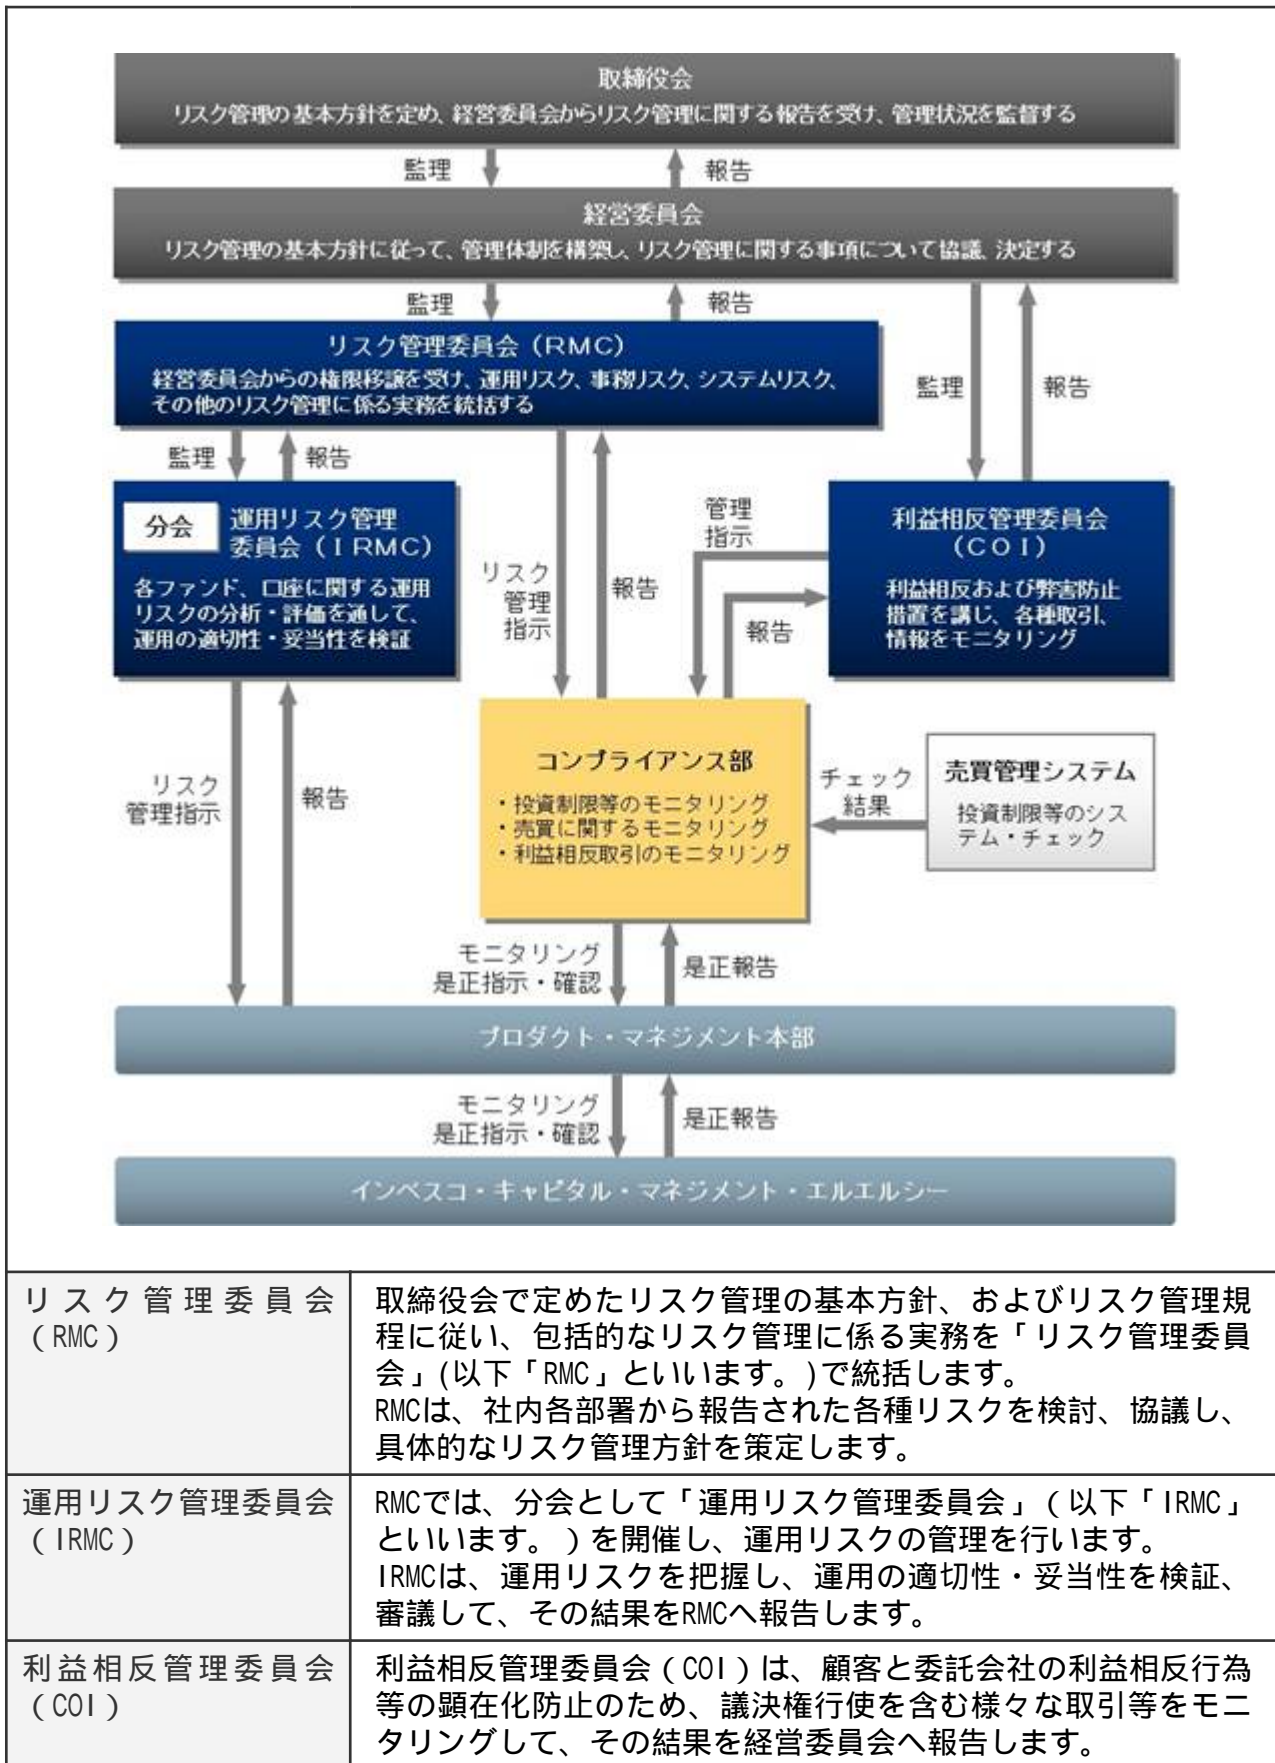 取締役会
リスク管理の基本方針を定め、経営委員会からリスク管理に関する報告を受け、管理状況を監督する
監理
報告
経営委員会
リスク管理の基本方針に従って、管理体制を構築し、リスク管理に関する事項について協議、決定する
監理
報告
リスク管理委員会（RMC）
経営委員会からの権限移譲を受け、運用リスク、事務リスク、システムリスク、
その他のリスク管理に係る実務を統括する
監理
報告
監理
報告
分会
運用リスク管理
委員会（ＩRMC）
各ファンド、口座に関する運用
リスクの分析・評価を通して、
運用の適切性・妥当性を検証
リスク
管理
指示
報告
管理
指示
報告
利益相反管理委員会
（COI）
利益相反および弊害防止
措置を講じ、各種取引、
情報をモニタリング
リスク
管理指示
報告
コンプライアンス部
・投資制限等のモニタリング
・売買に関するモニタリング
・利益相反取引のモニタリング
チェック
結果
売買管理システム
投資制限等のシス
テム・チェック
モニタリング
是正指示・確認
是正報告
プロダクト・マネジメント本部
モニタリング
是正指示・確認
是正報告
インベスコ・キャピタル・マネジメント・エルエルシー
リスク管理委員会
（RMC）
取締役会で定めたリスク管理の基本方針、およびリスク管理規
程に従い、包括的なリスク管理に係る実務を「リスク管理委員
会」(以下「RMC」といいます。)で統括します。
RMCは、社内各部署から報告された各種リスクを検討、協議し、
具体的なリスク管理方針を策定します。
運用リスク管理委員会
（IRMC）
RMCでは、分会として「運用リスク管理委員会」（以下「IRMC」
といいます。）を開催し、運用リスクの管理を行います。
IRMCは、運用リスクを把握し、運用の適切性・妥当性を検証、
審議して、その結果をRMCへ報告します。
利益相反管理委員会
（COI）
利益相反管理委員会（COI）は、顧客と委託会社の利益相反行為
等の顕在化防止のため、議決権行使を含む様々な取引等をモニ
タリングして、その結果を経営委員会へ報告します。